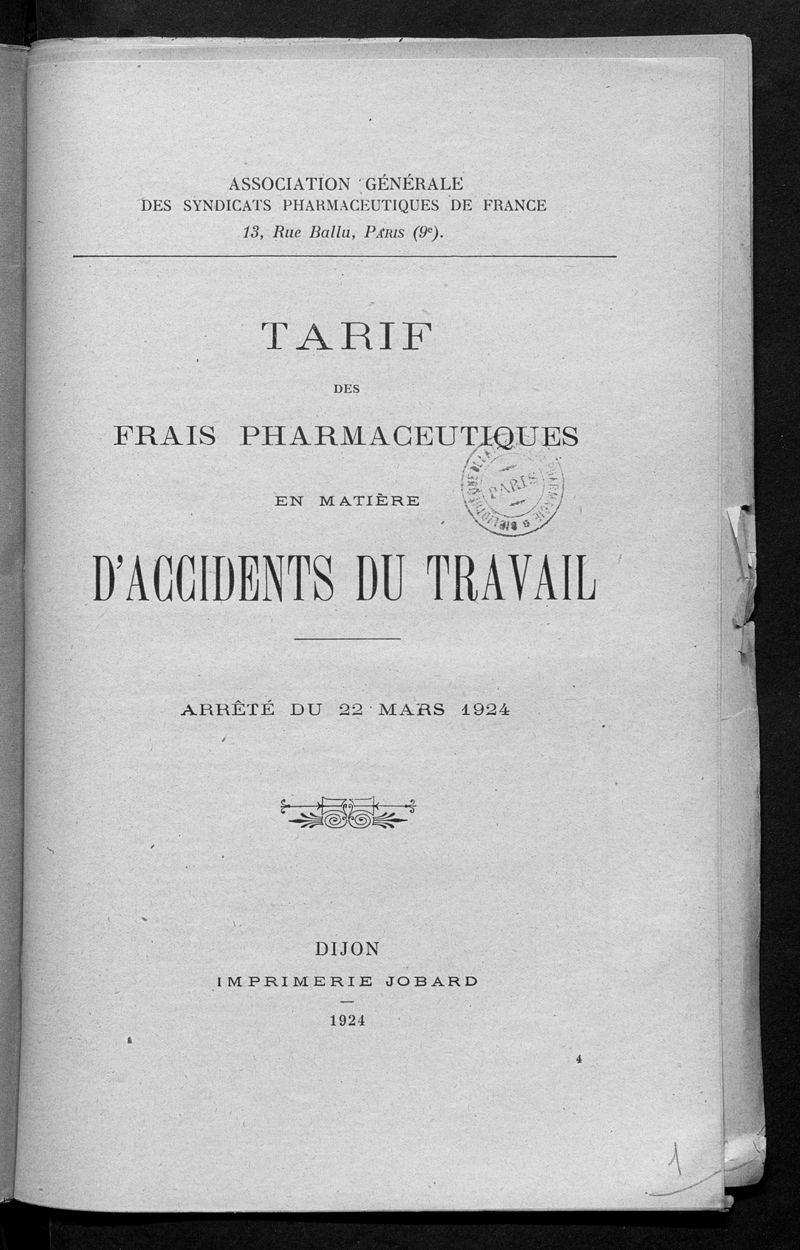 ASSOCIATION GÉNÉRALE
DES SYNDICATS PHARMACEUTIQUES DE FRANCE
13, Rue Ballu, PARIS (9e).
TARIF
DES
FRAIS PHARMACEUTIQUES
EN MATIÈRE
PARIS
D'ACCIDENTS DU TRAVAIL
ARRÊTÉ DU 22 MARS 1924
DIJON
IMPRIMERIE JOBARD
1924
4
1